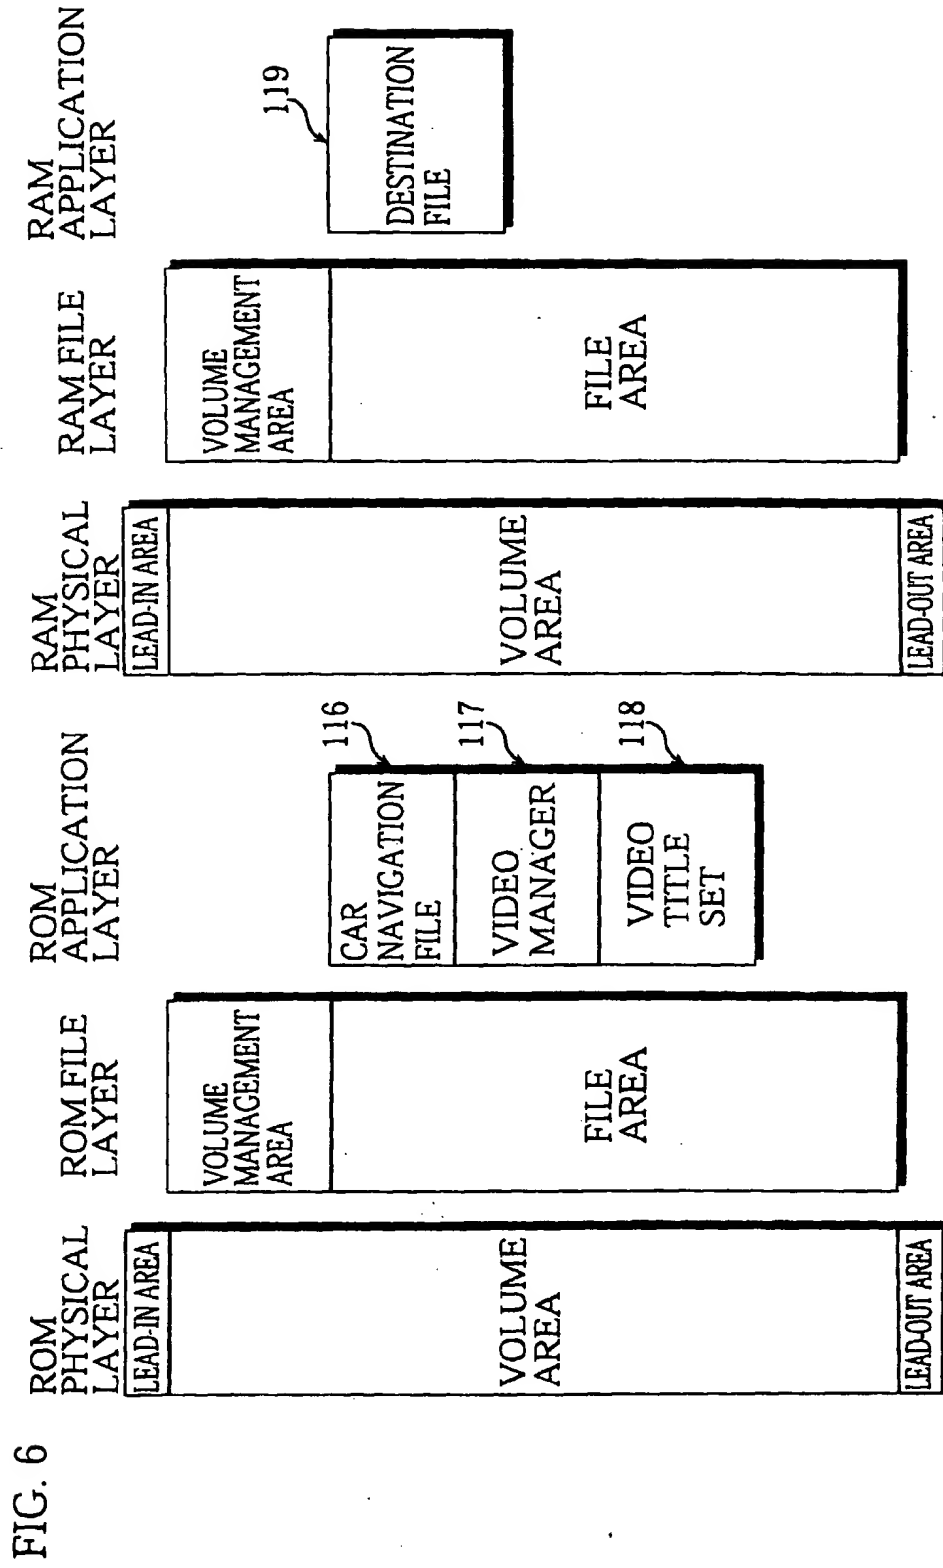 FIG. 6
ROM
PHYSICAL
LAYER
LEAD-IN AREA
VOLUME
AREA
LEAD-OUT AREA
ROM FILE
LAYER
VOLUME
MANAGEMENT
AREA
FILE
AREA
ROM
APPLICATION
LAYER
CAR
NAVIGATION
FILE
116
VIDEO
MANAGER
117
VIDEO
TITLE
SET
118
RAM
PHYSICAL
LAYER
LEAD-IN AREA
VOLUME
AREA
LEAD-OUT AREA
RAM FILE
LAYER
VOLUME
MANAGEMENT
AREA
FILE
AREA
RAM
APPLICATION
LAYER
119
DESTINATION
FILE